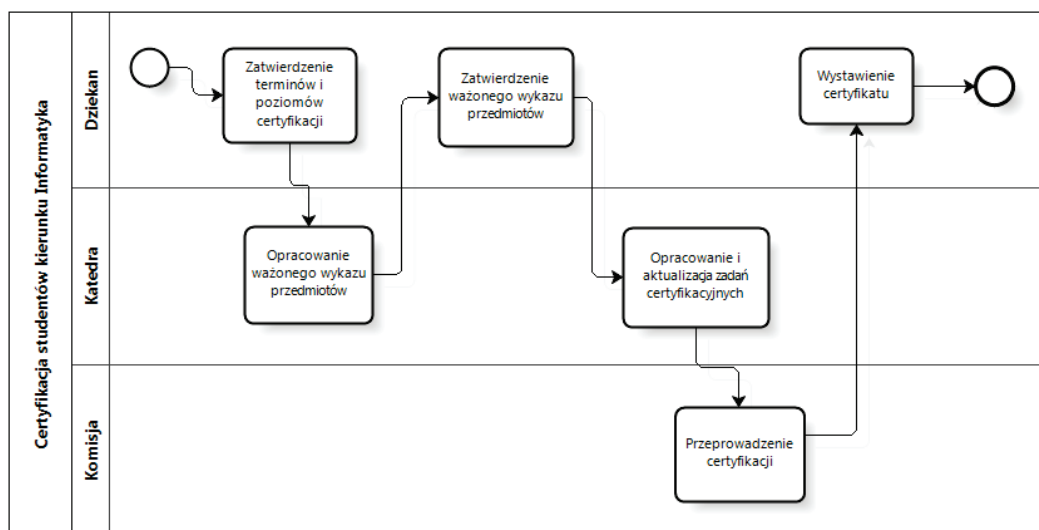 Certyfikacja studentów kierunku Informatyka
Dziekan
Zatwierdzenie
terminów i
poziomów
certyfikacji
Zatwierdzenie
ważonego wykazu
przedmiotów
Wystawienie
certyfikatu
Katedra
Opracowanie
ważonego wykazu
przedmiotów
Opracowanie i
aktualizacja zadań
certyfikacyjnych
Komisja
Przeprowadzenie
certyfikacji